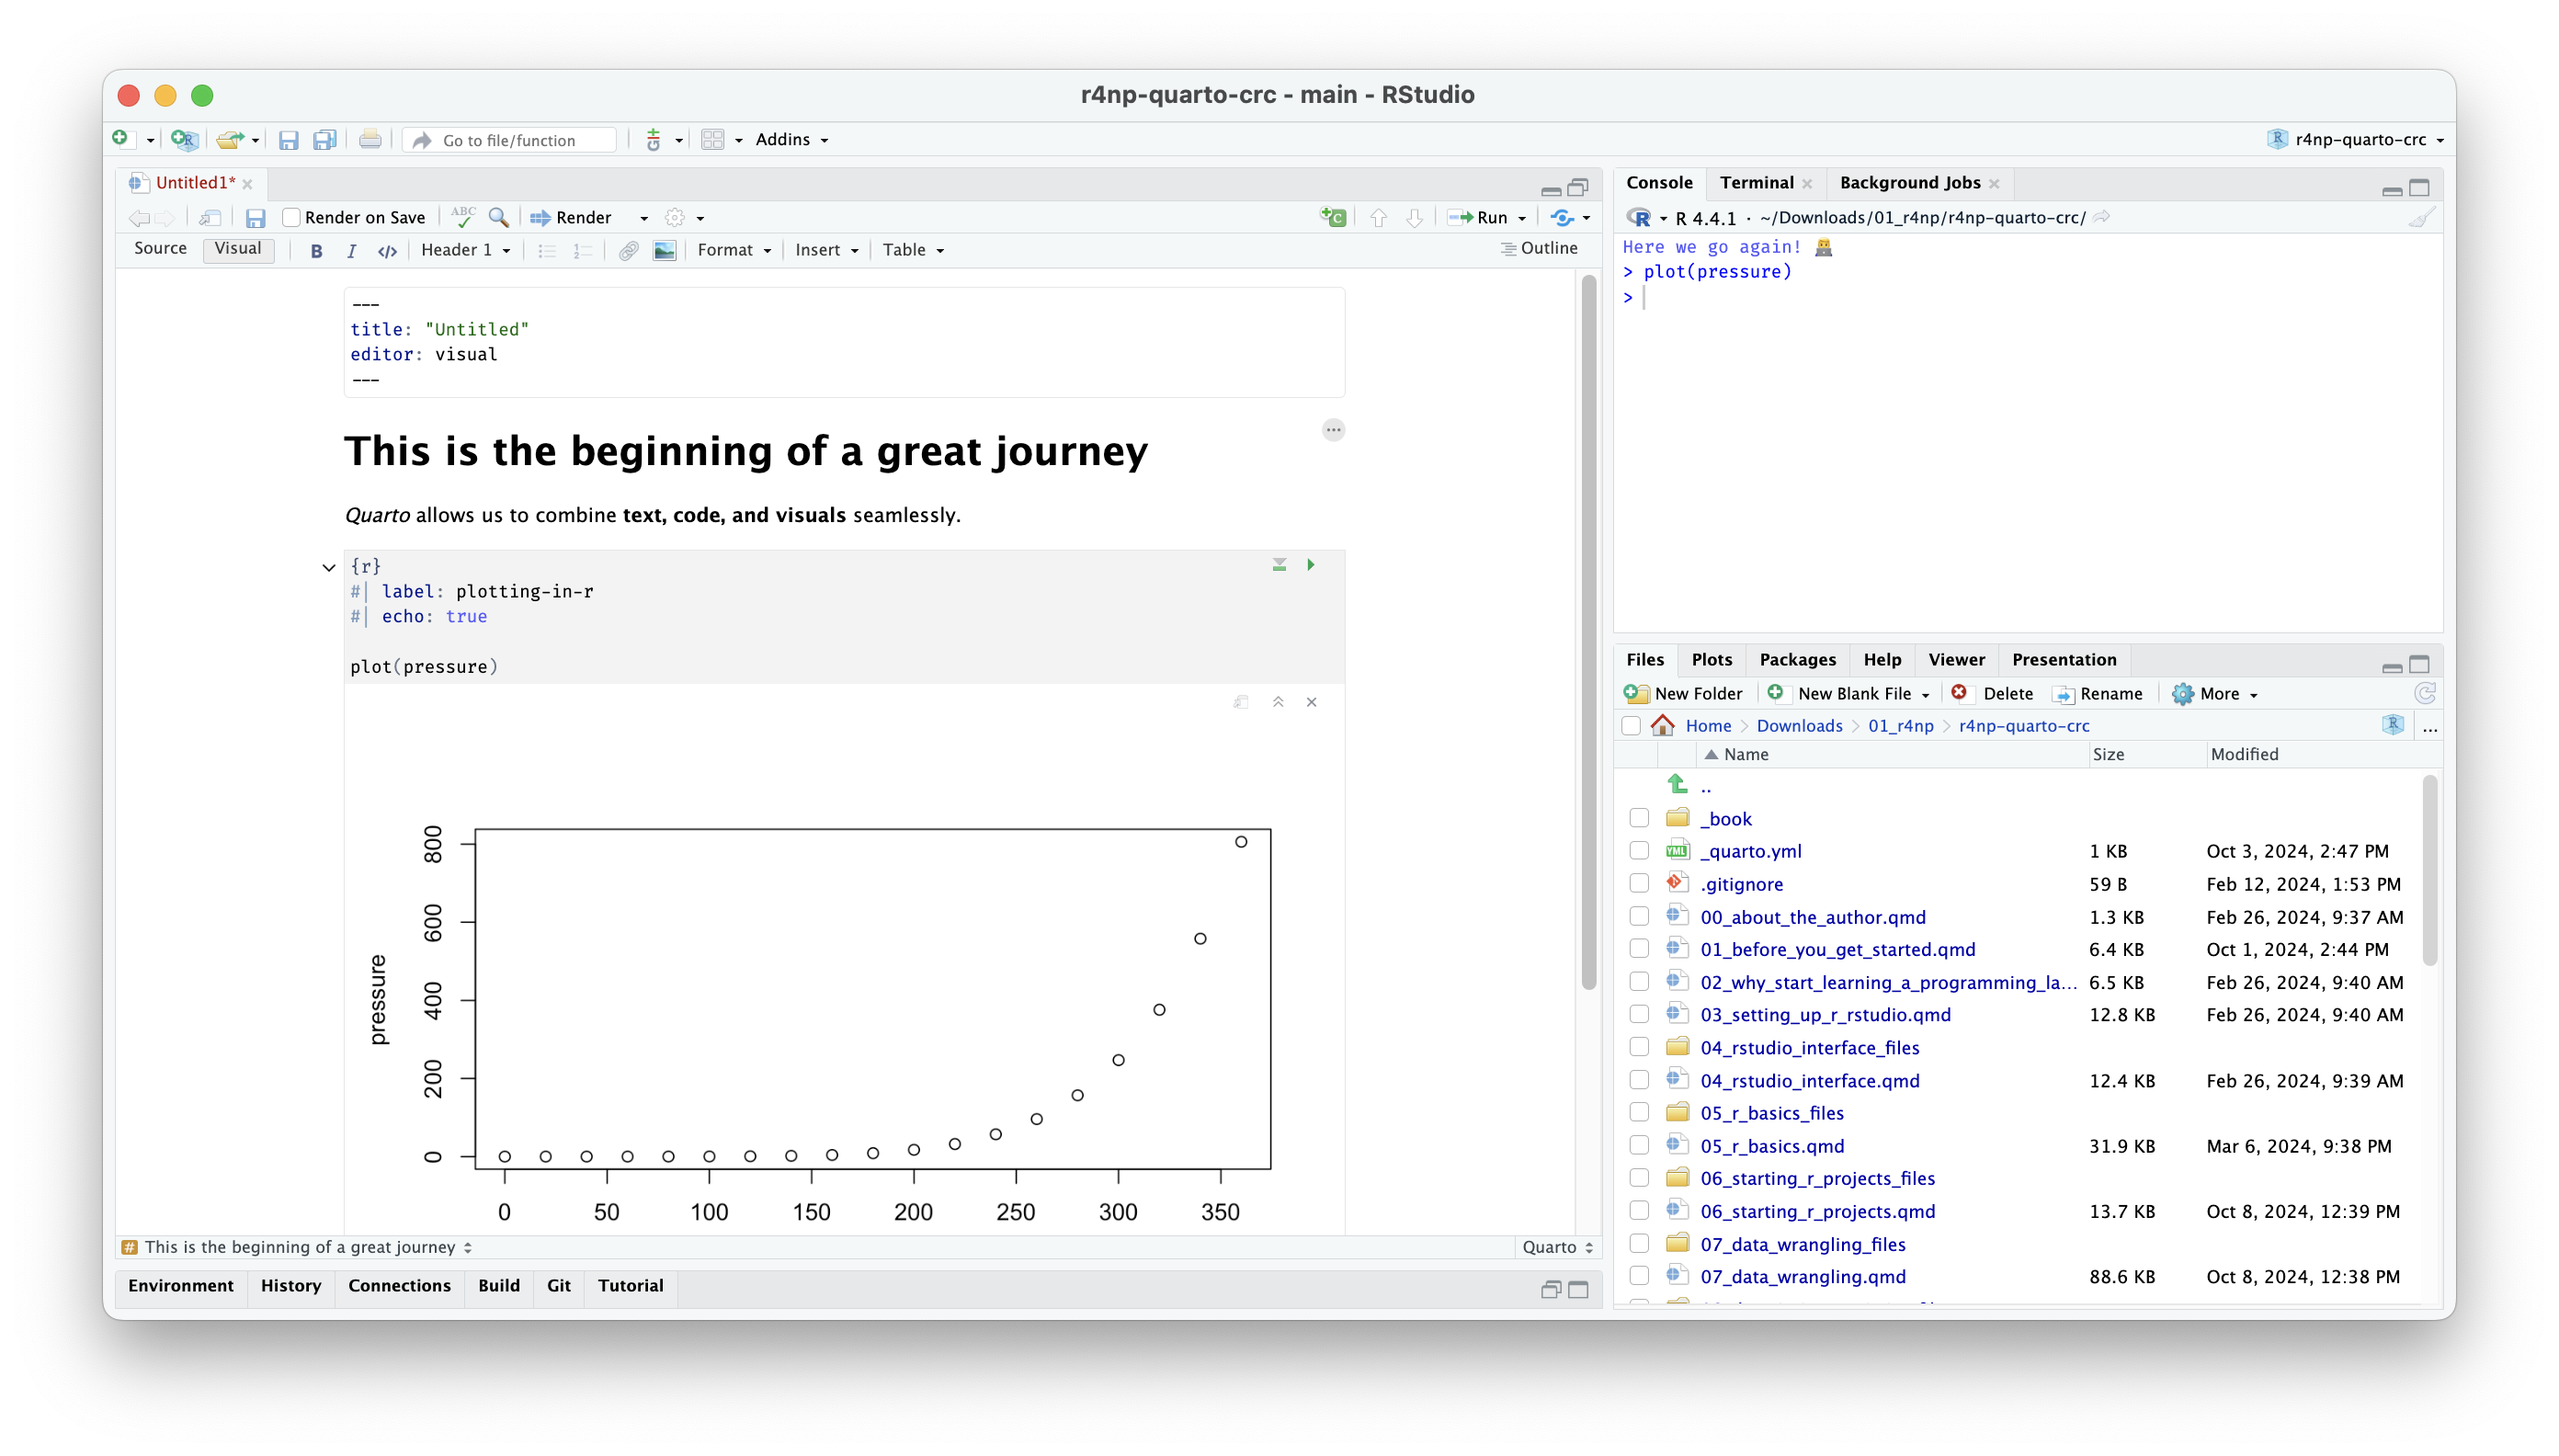 r4np-quarto-crc - main - RStudio
Go to file/function
Addins
r4np-quarto-crc
Untitled1*
Render on Save
ABC
Render
Run
Source
Visual
B
I
</>
Header 1
Format
Insert
Table
Outline
---
title: "Untitled"
editor: visual
---
This is the beginning of a great journey
Quarto allows us to combine text, code, and visuals seamlessly.
{r}
#| label: plotting-in-r
#| echo: true
plot(pressure)
pressure
800
600
400
200
0
0 50 100 150 200 250 300 350
# This is the beginning of a great journey
Quarto
Environment History Connections Build Git Tutorial
Console Terminal Background Jobs
R 4.4.1 · ~/Downloads/01_r4np/r4np-quarto-crc/
Here we go again!
> plot(pressure)
>
Files Plots Packages Help Viewer Presentation
New Folder New Blank File Delete Rename More
Home > Downloads > 01_r4np > r4np-quarto-crc
...
Name Size Modified
..
_book
_quarto.yml 1 KB Oct 3, 2024, 2:47 PM
.gitignore 59 B Feb 12, 2024, 1:53 PM
00_about_the_author.qmd 1.3 KB Feb 26, 2024, 9:37 AM
01_before_you_get_started.qmd 6.4 KB Oct 1, 2024, 2:44 PM
02_why_start_learning_a_programming_la... 6.5 KB Feb 26, 2024, 9:40 AM
03_setting_up_r_rstudio.qmd 12.8 KB Feb 26, 2024, 9:40 AM
04_rstudio_interface_files
04_rstudio_interface.qmd 12.4 KB Feb 26, 2024, 9:39 AM
05_r_basics_files
05_r_basics.qmd 31.9 KB Mar 6, 2024, 9:38 PM
06_starting_r_projects_files
06_starting_r_projects.qmd 13.7 KB Oct 8, 2024, 12:39 PM
07_data_wrangling_files
07_data_wrangling.qmd 88.6 KB Oct 8, 2024, 12:38 PM